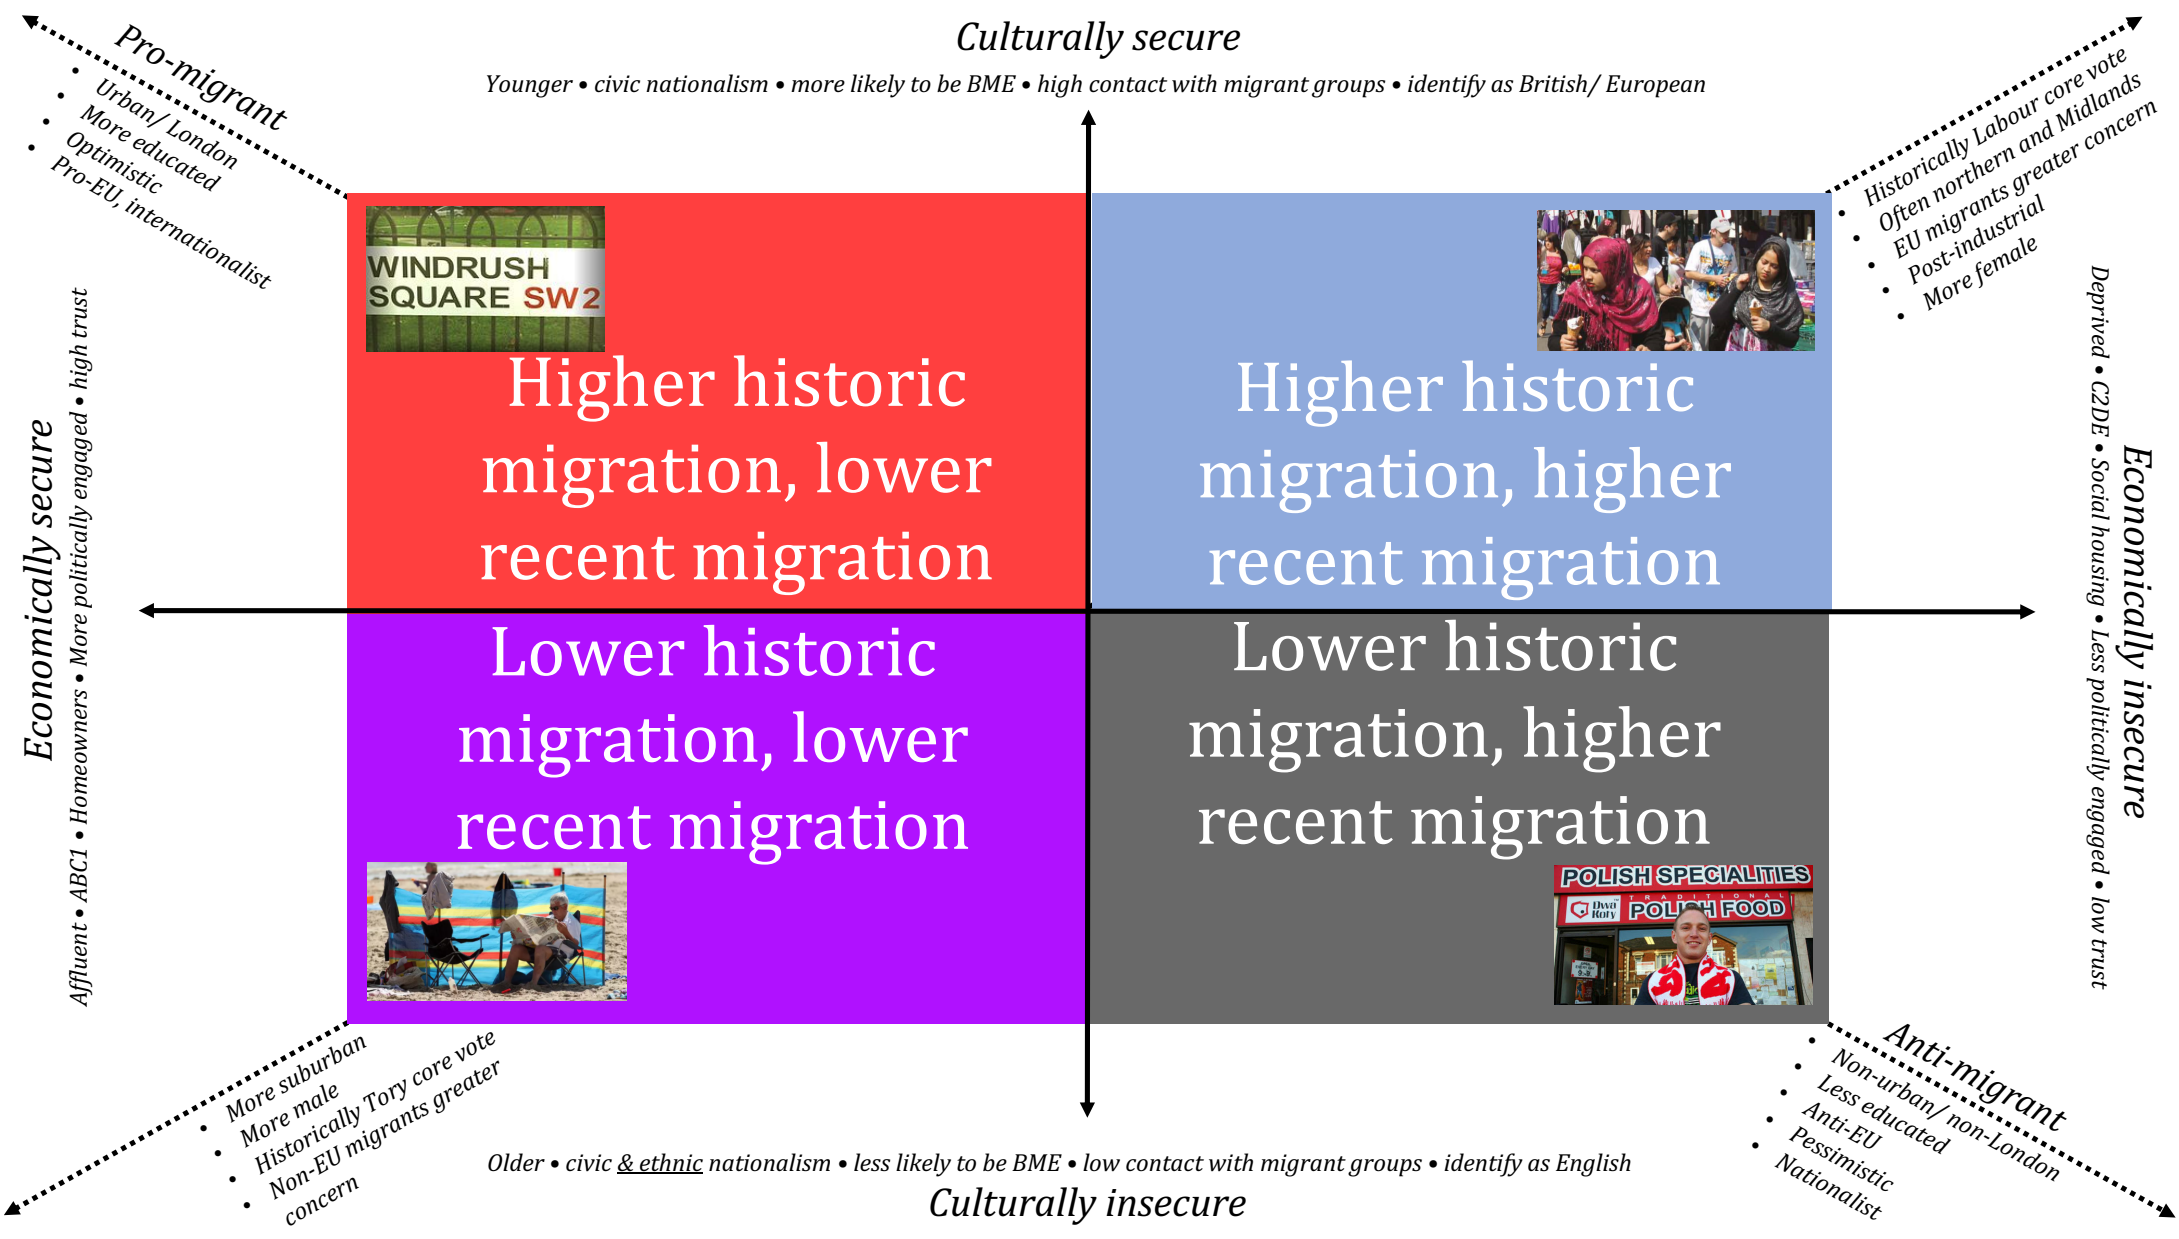 Culturally secure
Younger • civic nationalism • more likely to be BME • high contact with migrant groups • identify as British/ European
Pro-migrant
• Urban/ London
• More educated
• Optimistic
• Pro-EU, internationalist
• Historically Labour core vote
• Often northern and Midlands
• EU migrants greater concern
• Post-industrial
• More female
Economically secure
Affluent • ABC1 • Homeowners • More politically engaged • high trust
WINDRUSH
SQUARE SW2
Higher historic
migration, lower
recent migration
Higher historic
migration, higher
recent migration
Lower historic
migration, lower
recent migration
Lower historic
migration, higher
recent migration
POLISH SPECIALITIES
TRADITIONAL
Dwa
Koty
POLISH FOOD
Economically insecure
Deprived • C2DE • Social housing • Less politically engaged • low trust
• More suburban
• More male
• Historically Tory core vote
• Non-EU migrants greater
concern
Anti-migrant
• Non-urban/ non-London
• Less educated
• Anti-EU
• Pessimistic
• Nationalist
Older • civic & ethnic nationalism • less likely to be BME • low contact with migrant groups • identify as English
Culturally insecure